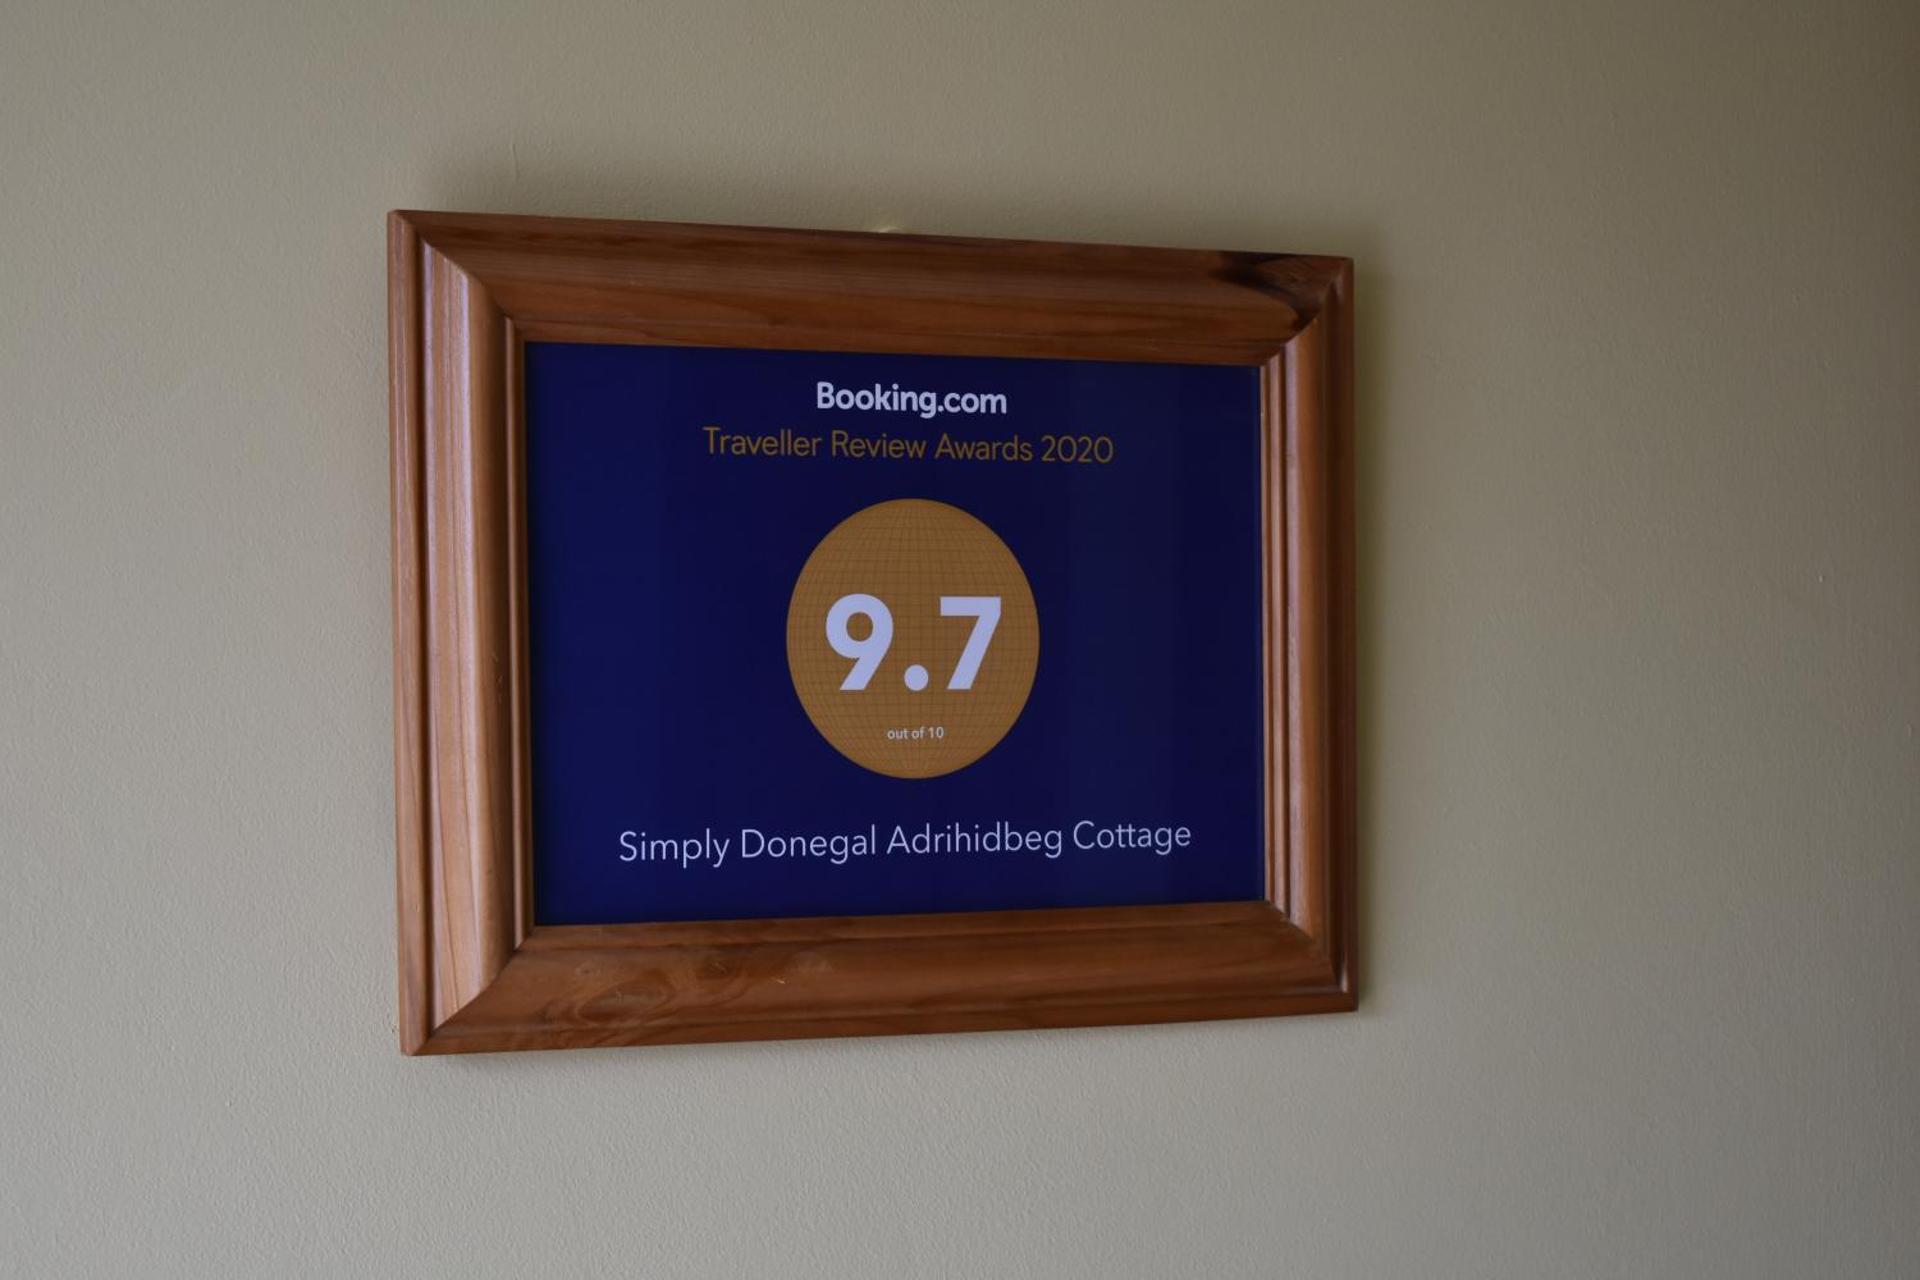 Booking.com
Traveller Review Awards 2020
9.7
out of 10
Simply Donegal Adrihidbeg Cottage